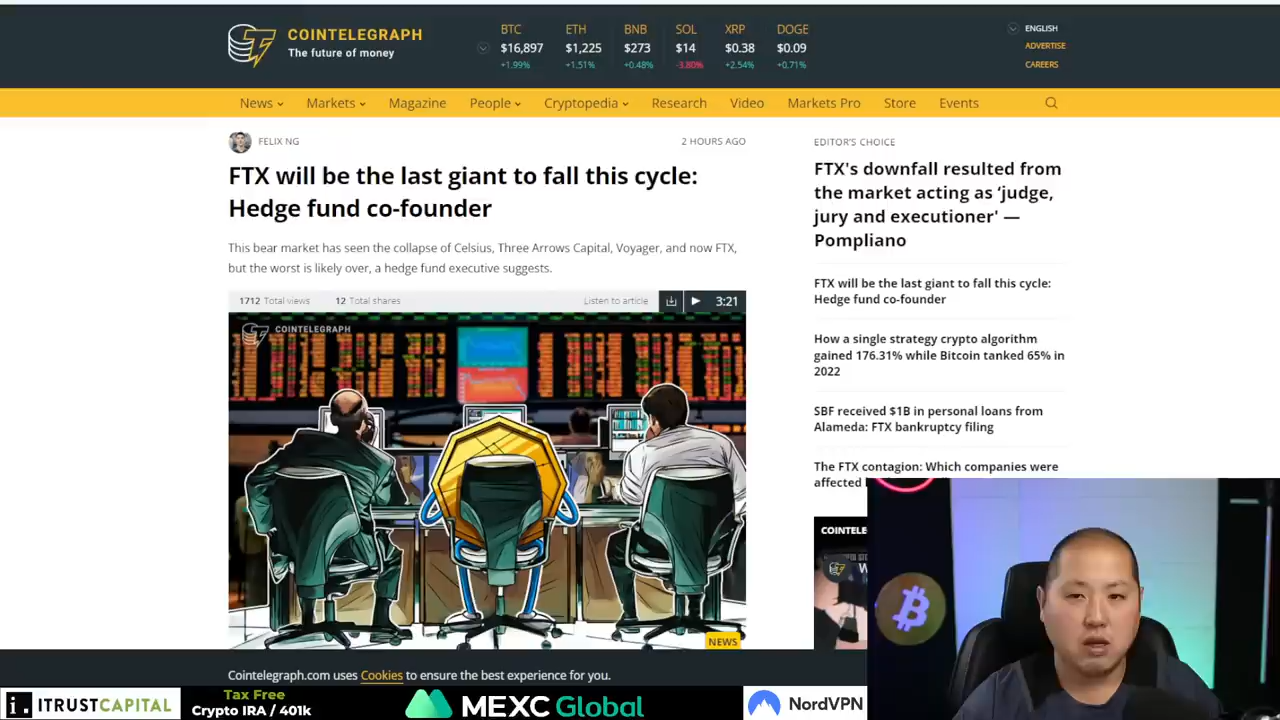 COINTELEGRAPH
The future of money
BTC
$16,897
+1.99%
ETH
$1,225
+1.51%
BNB
$273
+0.48%
SOL
$14
-3.80%
XRP
$0.38
+2.54%
DOGE
$0.09
+0.71%
ENGLISH
ADVERTISE
CAREERS
News
Markets
Magazine
People
Cryptopedia
Research
Video
Markets Pro
Store
Events
FELIX NG
2 HOURS AGO
FTX will be the last giant to fall this cycle:
Hedge fund co-founder
This bear market has seen the collapse of Celsius, Three Arrows Capital, Voyager, and now FTX,
but the worst is likely over, a hedge fund executive suggests.
1712 Total views
12 Total shares
Listen to article
3:21
COINTELEGRAPH
NEWS
EDITOR'S CHOICE
FTX's downfall resulted from
the market acting as ‘judge,
jury and executioner' —
Pompliano
FTX will be the last giant to fall this cycle:
Hedge fund co-founder
How a single strategy crypto algorithm
gained 176.31% while Bitcoin tanked 65% in
2022
SBF received $1B in personal loans from
Alameda: FTX bankruptcy filing
The FTX contagion: Which companies were
affected
COINTELE
Cointelegraph.com uses Cookies to ensure the best experience for you.
ITRUSTCAPITAL
Tax Free
Crypto IRA / 401k
MEXC Global
NordVPN